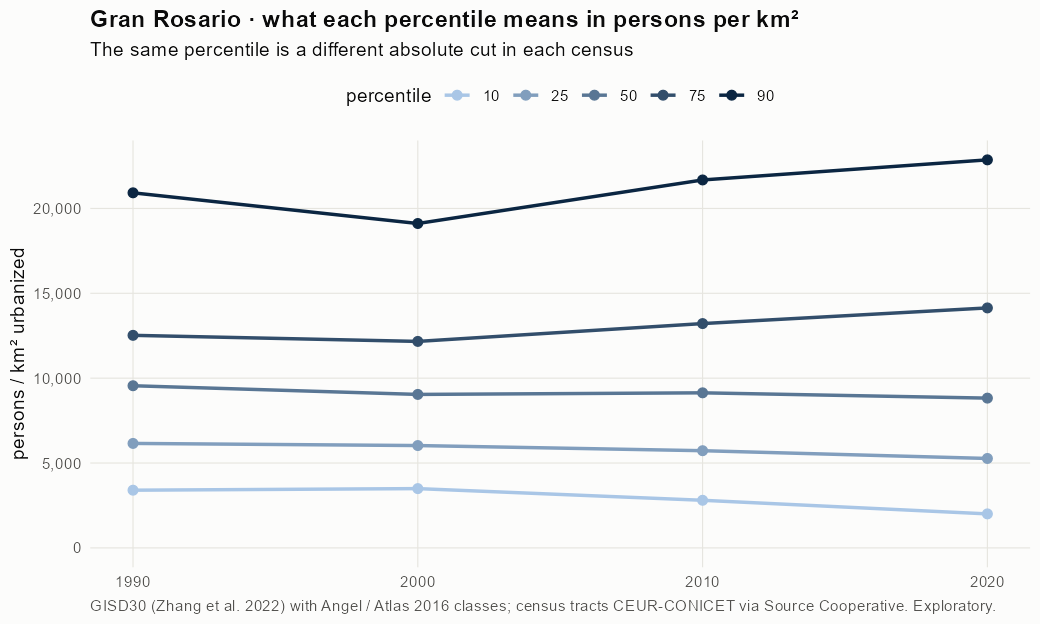 Gran Rosario · what each percentile means in persons per km²
The same percentile is a different absolute cut in each census
percentile 10 25 50 75 90
persons / km² urbanized
20,000
15,000
10,000
5,000
0
1990 2000 2010 2020
GISD30 (Zhang et al. 2022) with Angel / Atlas 2016 classes; census tracts CEUR-CONICET via Source Cooperative. Exploratory.